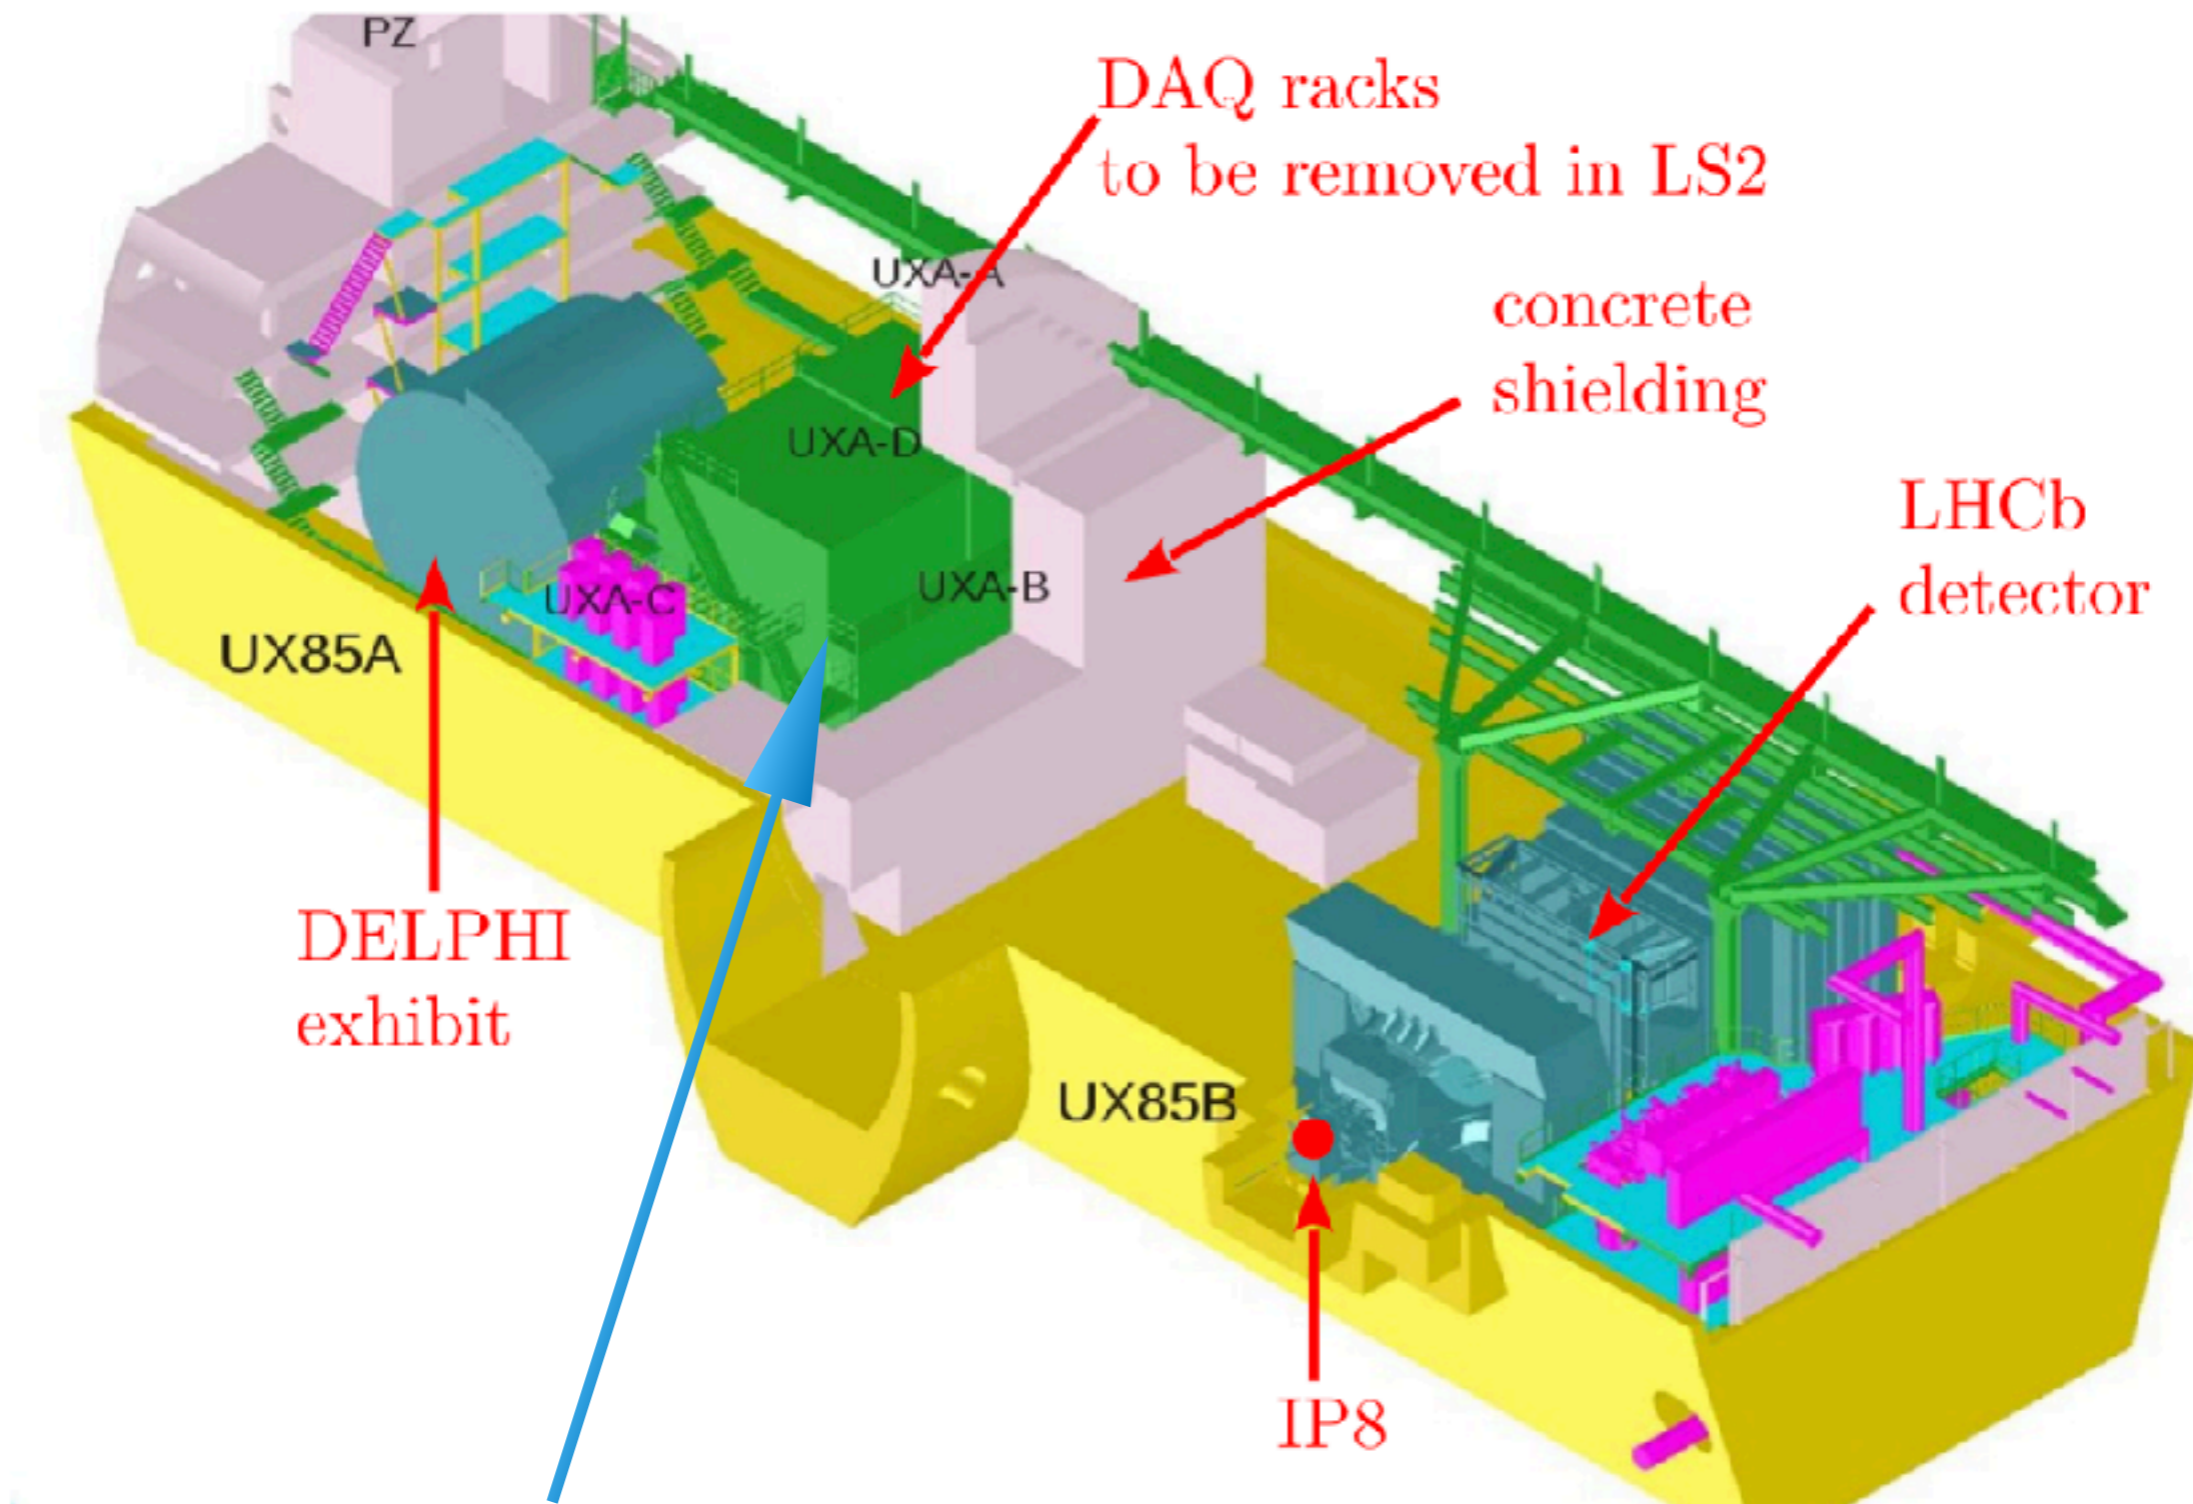 PZ
DAQ racks
to be removed in LS2
UXA-A
concrete
shielding
UXA-D
LHCb
detector
UXA-B
UXA-C
UX85A
DELPHI
exhibit
UX85B
IP8